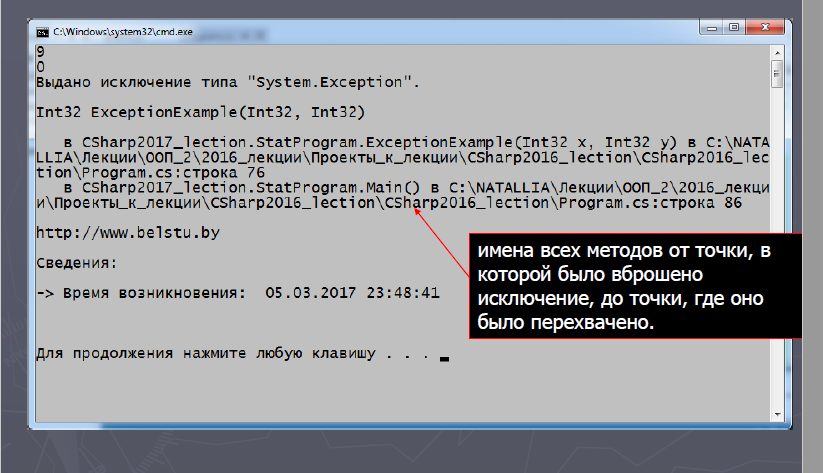 C:\Windows\system32\cmd.exe
9
0
Выдано исключение типа "System.Exception".
Int32 ExceptionExample(Int32, Int32)
в CSharp2017_lection.StatProgram.ExceptionExample(Int32 x, Int32 y) в C:\NATA
LLIA\Лекции\ООП_2\2016_лекции\Проекты_к_лекции\CSharp2016_lection\CSharp2016_lec
tion\Program.cs:строка 76
в CSharp2017_lection.StatProgram.Main() в C:\NATALLIA\Лекции\ООП_2\2016_лекци
и\Проекты_к_лекции\CSharp2016_lection\CSharp2016_lection\Program.cs:строка 86
http://www.belstu.by
Сведения:
-> Время возникновения:  05.03.2017 23:48:41
имена всех методов от точки, в
которой было вброшено
исключение, до точки, где оно
было перехвачено.
Для продолжения нажмите любую клавишу . . .